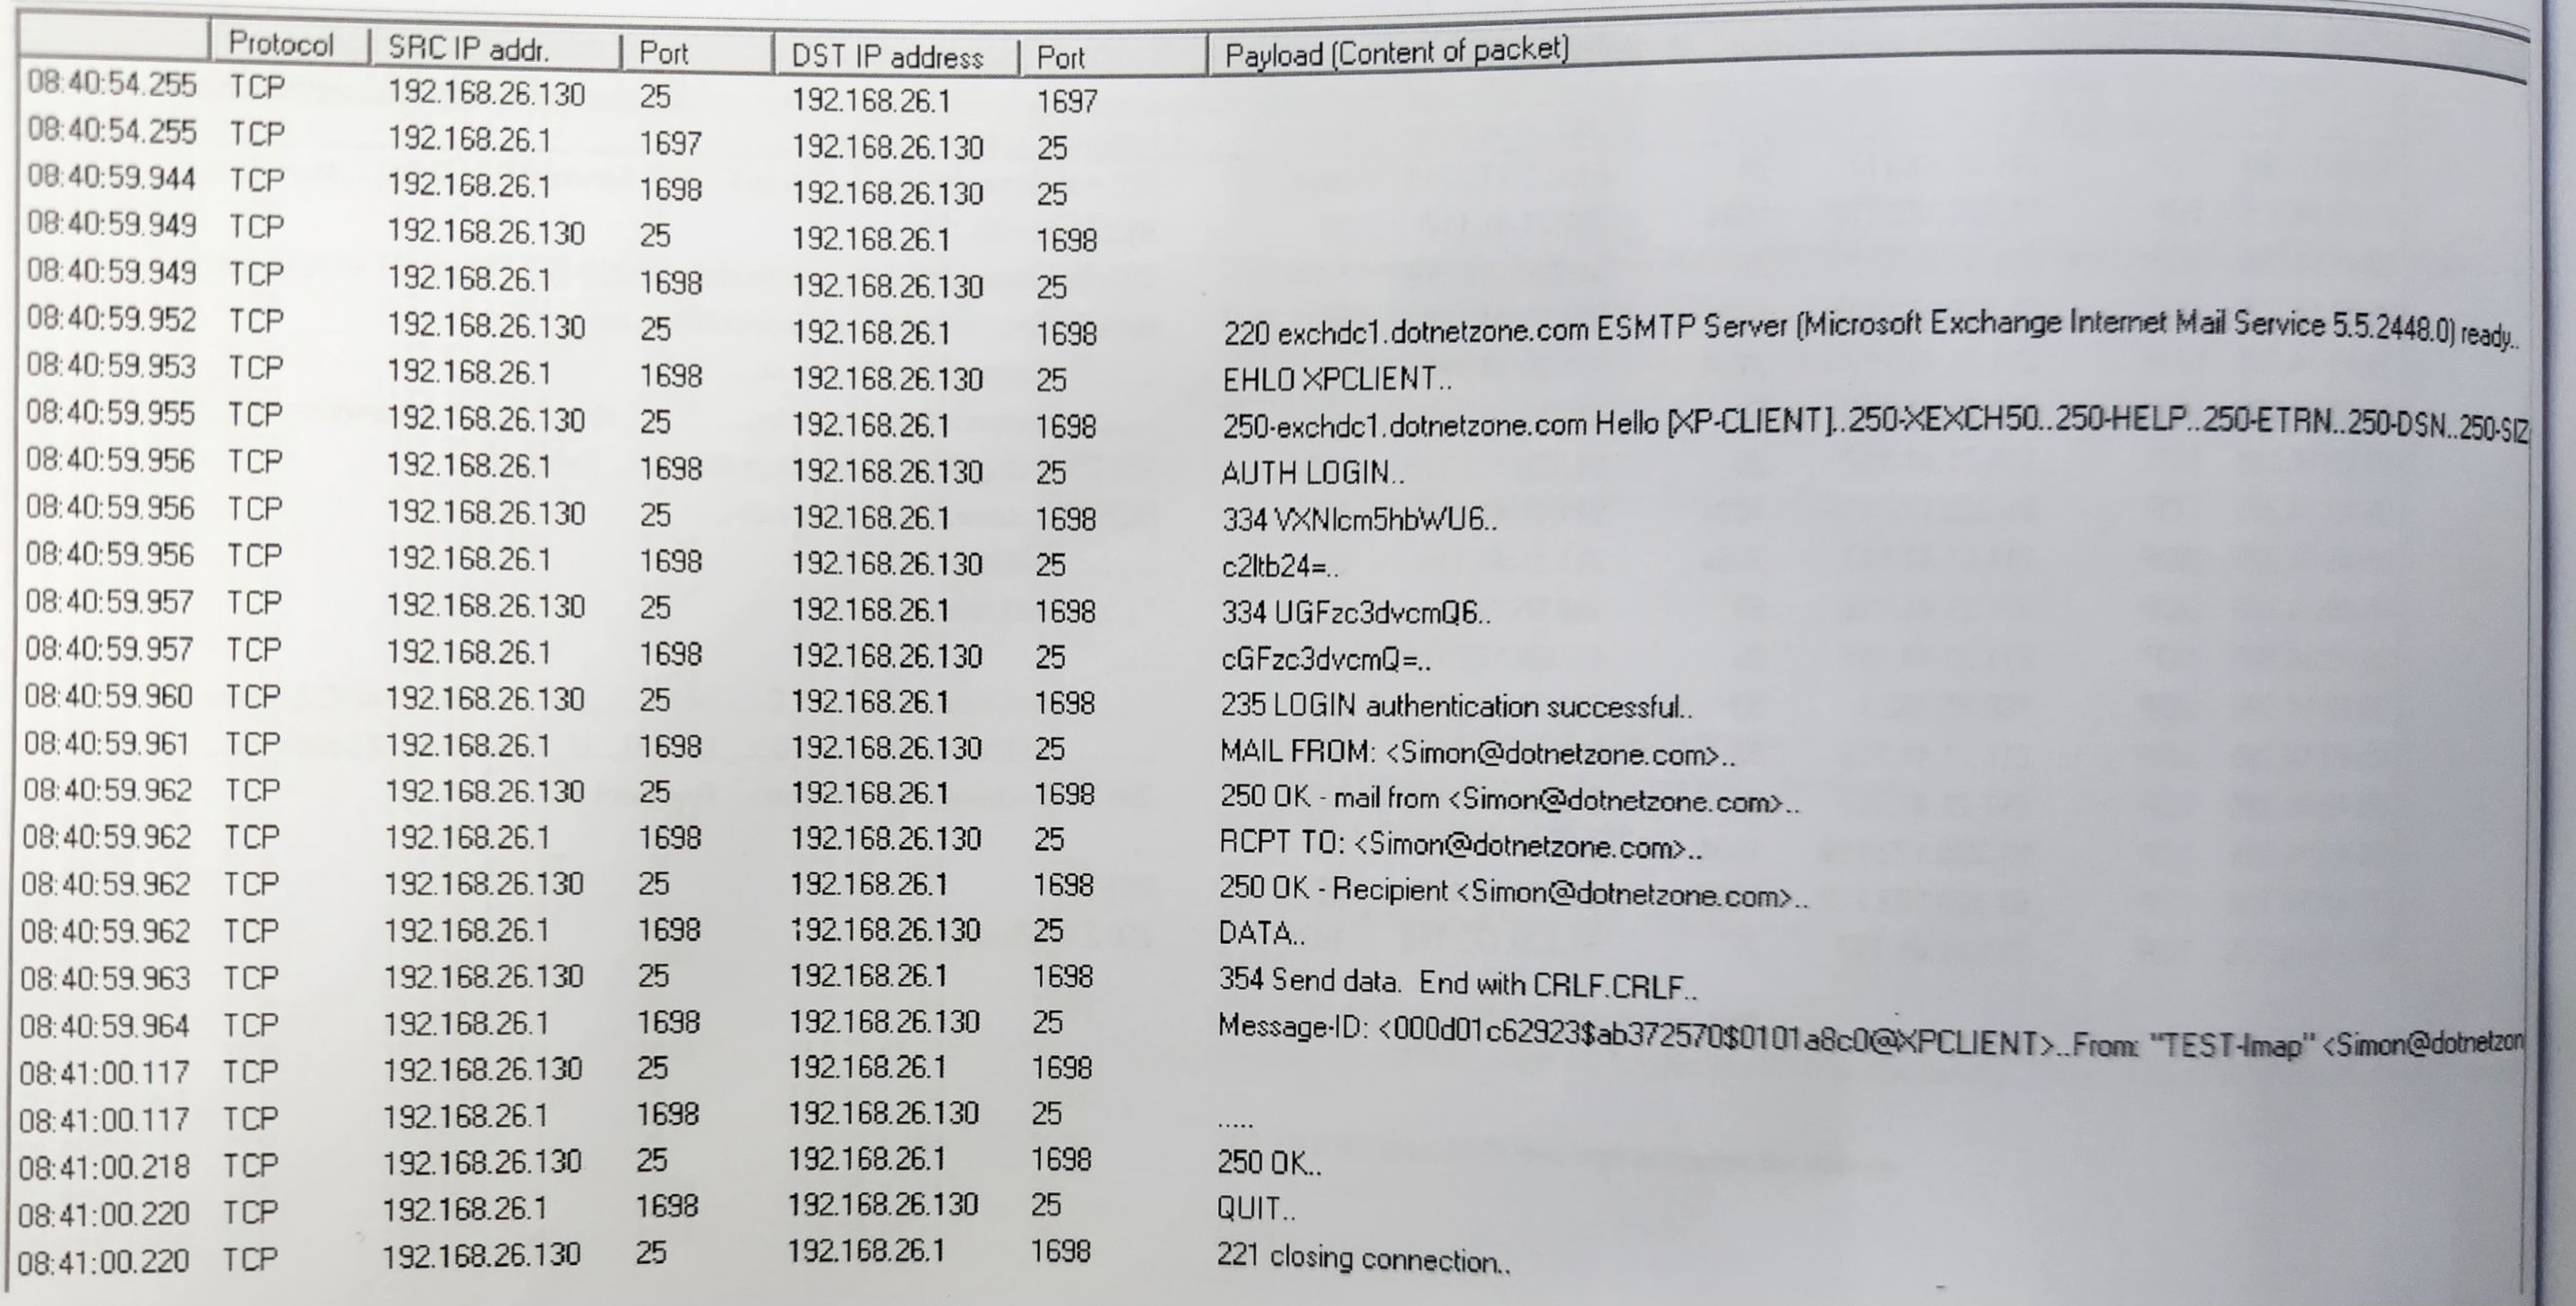 Protocol SRC IP addr. Port DST IP address Port Payload (Content of packet)
08:40:54.255 TCP 192.168.26.130 25 192.168.26.1 1697
08:40:54.255 TCP 192.168.26.1 1697 192.168.26.130 25
08:40:59.944 TCP 192.168.26.1 1698 192.168.26.130 25
08:40:59.949 TCP 192.168.26.130 25 192.168.26.1 1698
08:40:59.949 TCP 192.168.26.1 1698 192.168.26.130 25
08:40:59.952 TCP 192.168.26.130 25 192.168.26.1 1698 220 exchdc1.dotnetzone.com ESMTP Server (Microsoft Exchange Internet Mail Service 5.5.2448.0) ready..
08:40:59.953 TCP 192.168.26.1 1698 192.168.26.130 25 EHLO XPCLIENT..
08:40:59.955 TCP 192.168.26.130 25 192.168.26.1 1698 250-exchdc1.dotnetzone.com Hello [XP-CLIENT]..250-XEXCH50..250-HELP..250-ETRN..250-DSN..250-SIZ
08:40:59.956 TCP 192.168.26.1 1698 192.168.26.130 25 AUTH LOGIN..
08:40:59.956 TCP 192.168.26.130 25 192.168.26.1 1698 334 VXNlcm5hbWU6..
08:40:59.956 TCP 192.168.26.1 1698 192.168.26.130 25 c2ltb24=..
08:40:59.957 TCP 192.168.26.130 25 192.168.26.1 1698 334 UGFzc3dvcmQ6..
08:40:59.957 TCP 192.168.26.1 1698 192.168.26.130 25 cGFzc3dvcmQ=..
08:40:59.960 TCP 192.168.26.130 25 192.168.26.1 1698 235 LOGIN authentication successful..
08:40:59.961 TCP 192.168.26.1 1698 192.168.26.130 25 MAIL FROM: <Simon@dotnetzone.com>..
08:40:59.962 TCP 192.168.26.130 25 192.168.26.1 1698 250 OK - mail from <Simon@dotnetzone.com>..
08:40:59.962 TCP 192.168.26.1 1698 192.168.26.130 25 RCPT TO: <Simon@dotnetzone.com>..
08:40:59.962 TCP 192.168.26.130 25 192.168.26.1 1698 250 OK - Recipient <Simon@dotnetzone.com>..
08:40:59.962 TCP 192.168.26.1 1698 192.168.26.130 25 DATA..
08:40:59.963 TCP 192.168.26.130 25 192.168.26.1 1698 354 Send data.  End with CRLF.CRLF..
08:40:59.964 TCP 192.168.26.1 1698 192.168.26.130 25 Message-ID: <000d01c62923$ab372570$0101a8c0@XPCLIENT>..From: "TEST-Imap" <Simon@dotnetzon
08:41:00.117 TCP 192.168.26.130 25 192.168.26.1 1698
08:41:00.117 TCP 192.168.26.1 1698 192.168.26.130 25 .....
08:41:00.218 TCP 192.168.26.130 25 192.168.26.1 1698 250 OK..
08:41:00.220 TCP 192.168.26.1 1698 192.168.26.130 25 QUIT..
08:41:00.220 TCP 192.168.26.130 25 192.168.26.1 1698 221 closing connection..